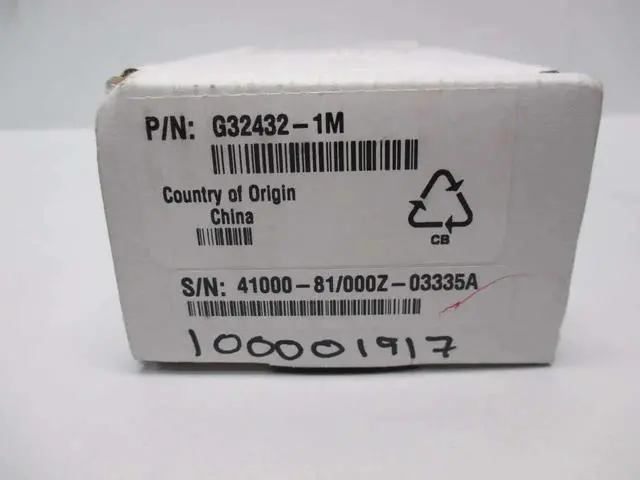 P/N: G32432-1M
Country of Origin
China
CB
S/N: 41000-81/000Z-03335A
100001917